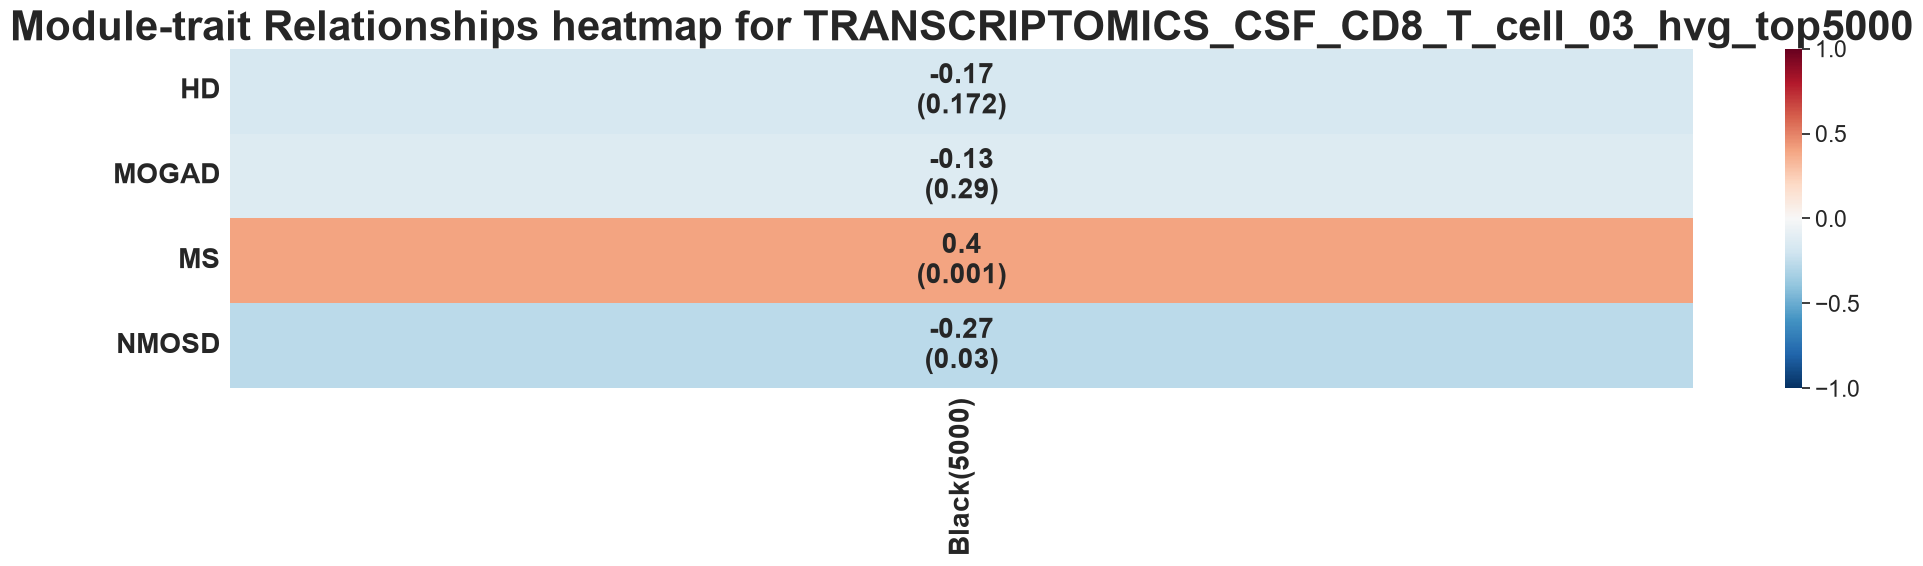 Module-trait Relationships heatmap for TRANSCRIPTOMICS_CSF_CD8_T_cell_03_hvg_top5000
HD
-0.17
(0.172)
MOGAD
-0.13
(0.29)
MS
0.4
(0.001)
NMOSD
-0.27
(0.03)
Black(5000)
1.0
0.5
0.0
−0.5
−1.0